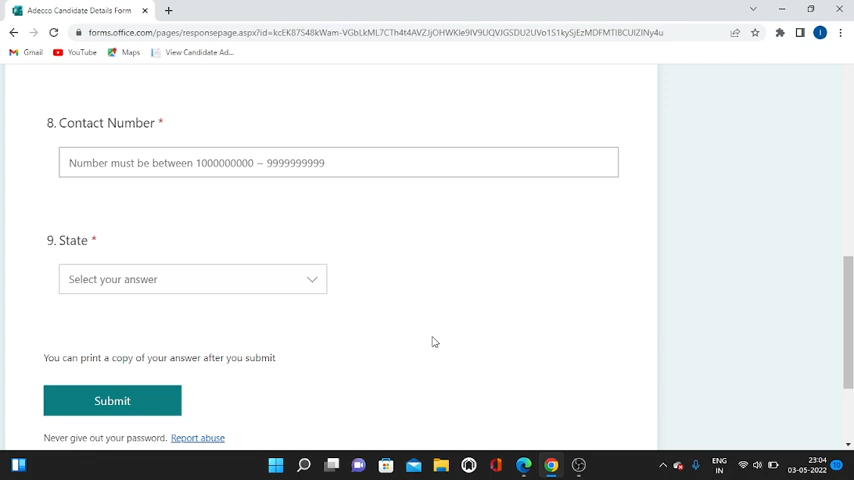 Adecco Candidate Details Form
forms.office.com/pages/responsepage.aspx?id=kcEK87S48kWam-VGbLkML7CTh4t4AVZJjOHWKle9IV9UQVJGSDU2UVo1S1kySjEzMDFMTlBCUlZINy4u
Gmail YouTube Maps View Candidate Ad...
8. Contact Number *
Number must be between 1000000000 ~ 9999999999
9. State *
Select your answer
You can print a copy of your answer after you submit
Submit
Never give out your password. Report abuse
ENG
IN
23:04
03-05-2022
10